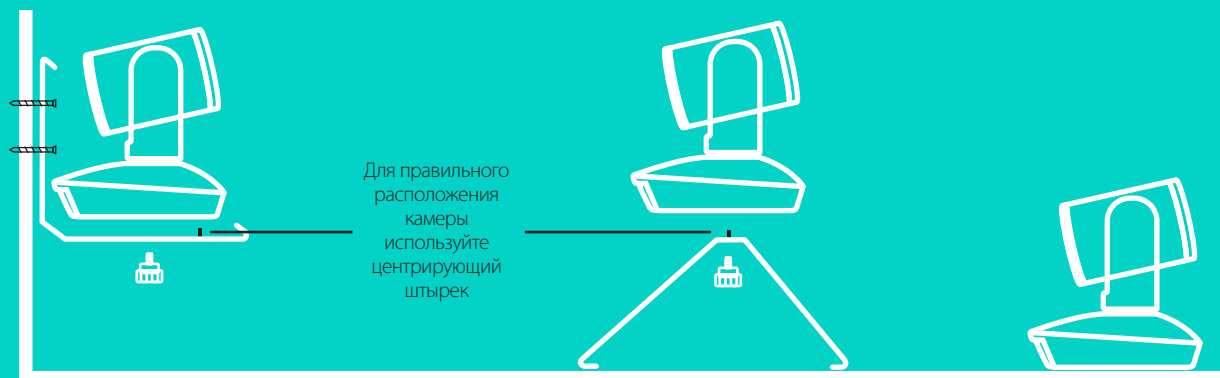 Для правильного
расположения
камеры
используйте
центрирующий
штырек